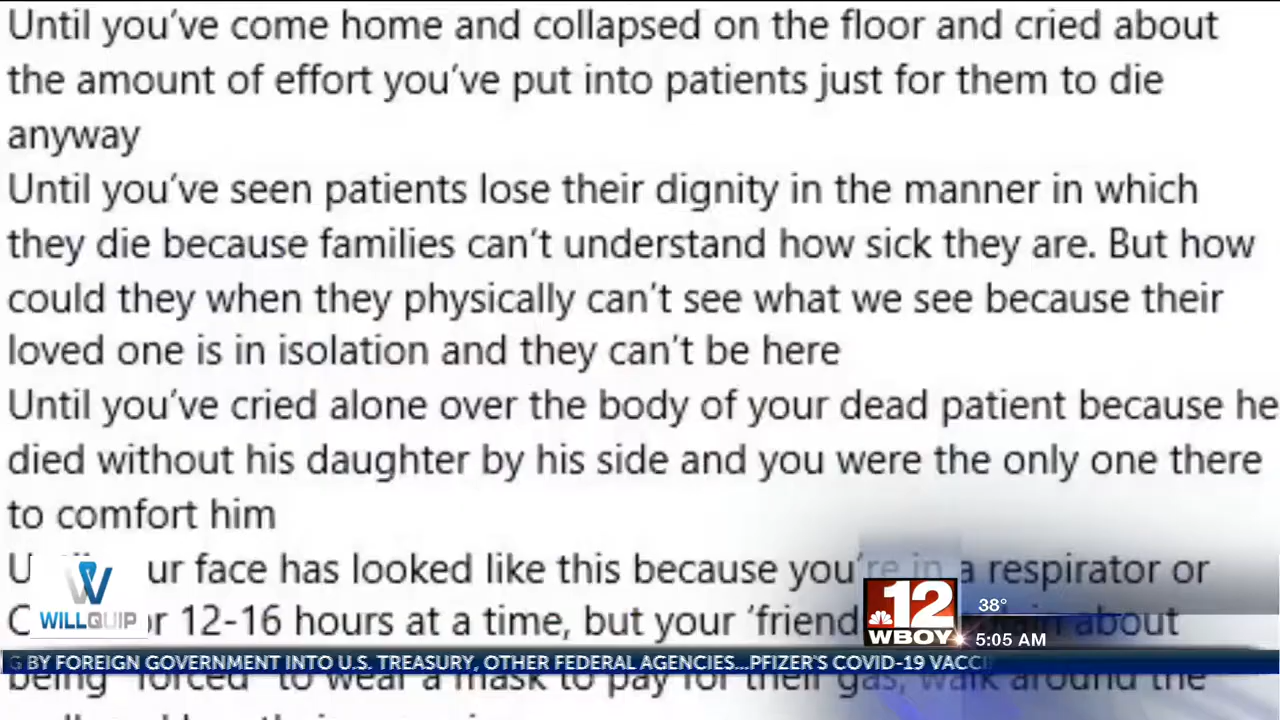 Until you've come home and collapsed on the floor and cried about
the amount of effort you've put into patients just for them to die
anyway
Until you've seen patients lose their dignity in the manner in which
they die because families can't understand how sick they are. But how
could they when they physically can't see what we see because their
loved one is in isolation and they can't be here
Until you've cried alone over the body of your dead patient because he
died without his daughter by his side and you were the only one there
to comfort him
ur face has looked like this because you're in a respirator or
12-16 hours at a time, but your 'friend about
being "forced" to wear a mask to pay for their gas, walk around the
WILLQUIP
12
WBOY
38°
5:05 AM
G BY FOREIGN GOVERNMENT INTO U.S. TREASURY, OTHER FEDERAL AGENCIES...PFIZER'S COVID-19 VACCI